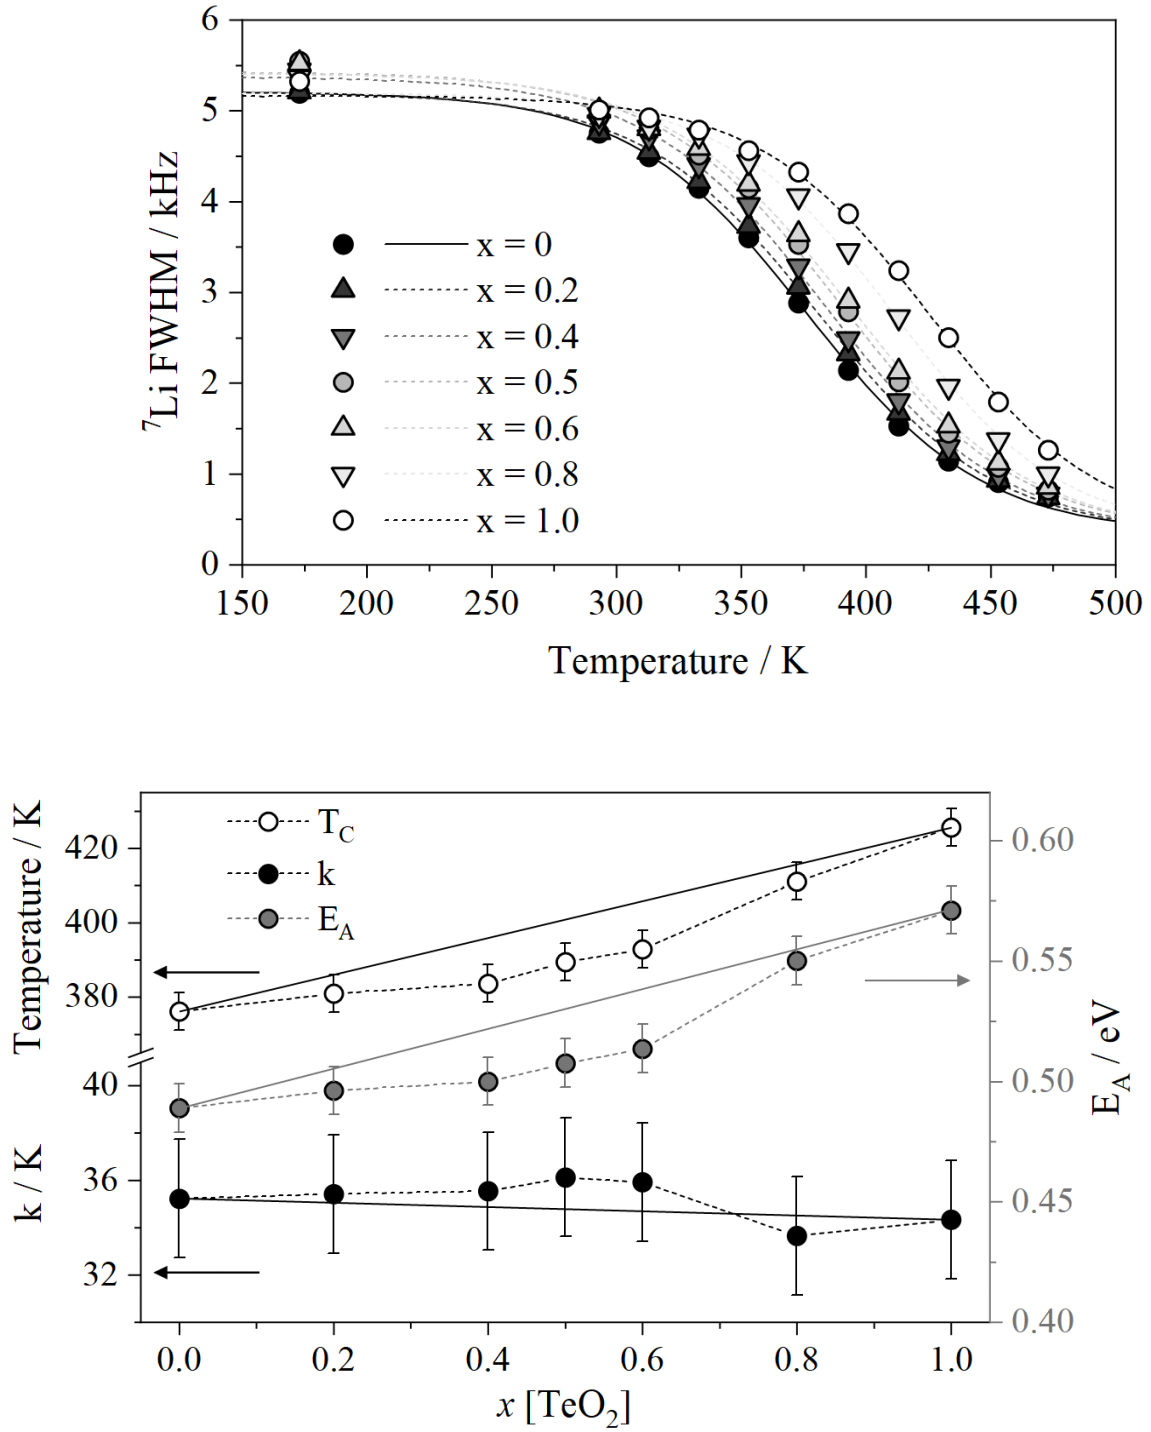 6
5
4
3
2
1
0
⁷Li FWHM / kHz
x = 0
x = 0.2
x = 0.4
x = 0.5
x = 0.6
x = 0.8
x = 1.0
150 200 250 300 350 400 450 500
Temperature / K
Temperature / K
k / K
420
400
380
40
36
32
T_C
k
E_A
0.60
0.55
0.50
0.45
0.40
E_A / eV
0.0 0.2 0.4 0.6 0.8 1.0
x [TeO₂]